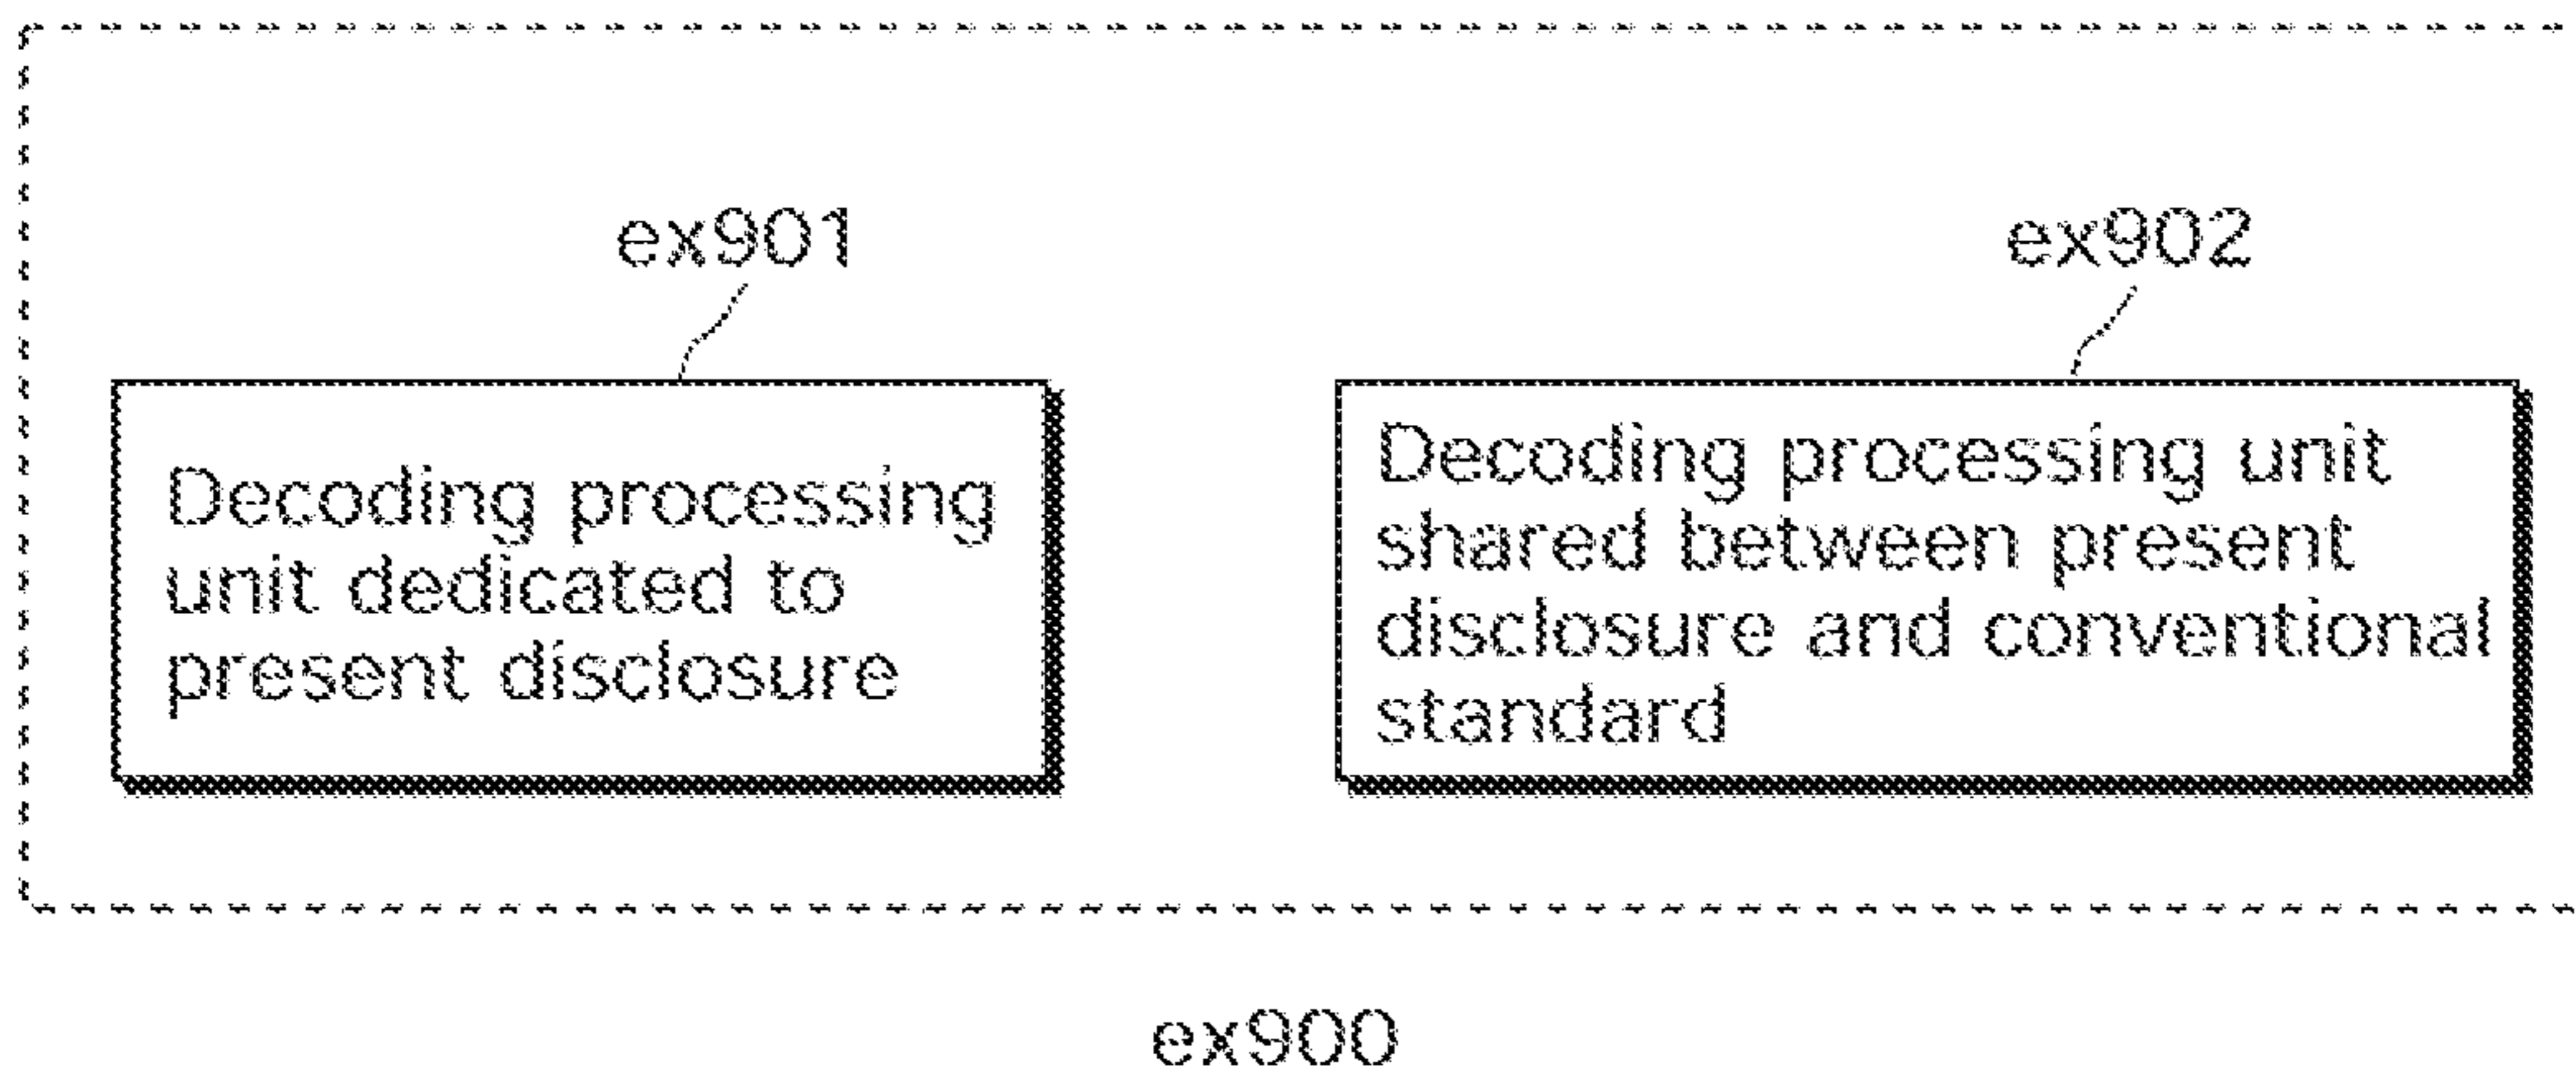 ex901
ex902
Decoding processing
unit dedicated to
present disclosure
Decoding processing unit
shared between present
disclosure and conventional
standard
ex900